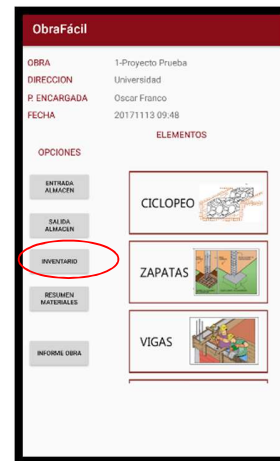 ObraFácil
OBRA 1-Proyecto Prueba
DIRECCION Universidad
P. ENCARGADA Oscar Franco
FECHA 20171113 09:48
ELEMENTOS
OPCIONES
ENTRADA
ALMACEN
SALIDA
ALMACEN
INVENTARIO
RESUMEN
MATERIALES
INFORME OBRA
CICLOPEO
ZAPATAS
VIGAS